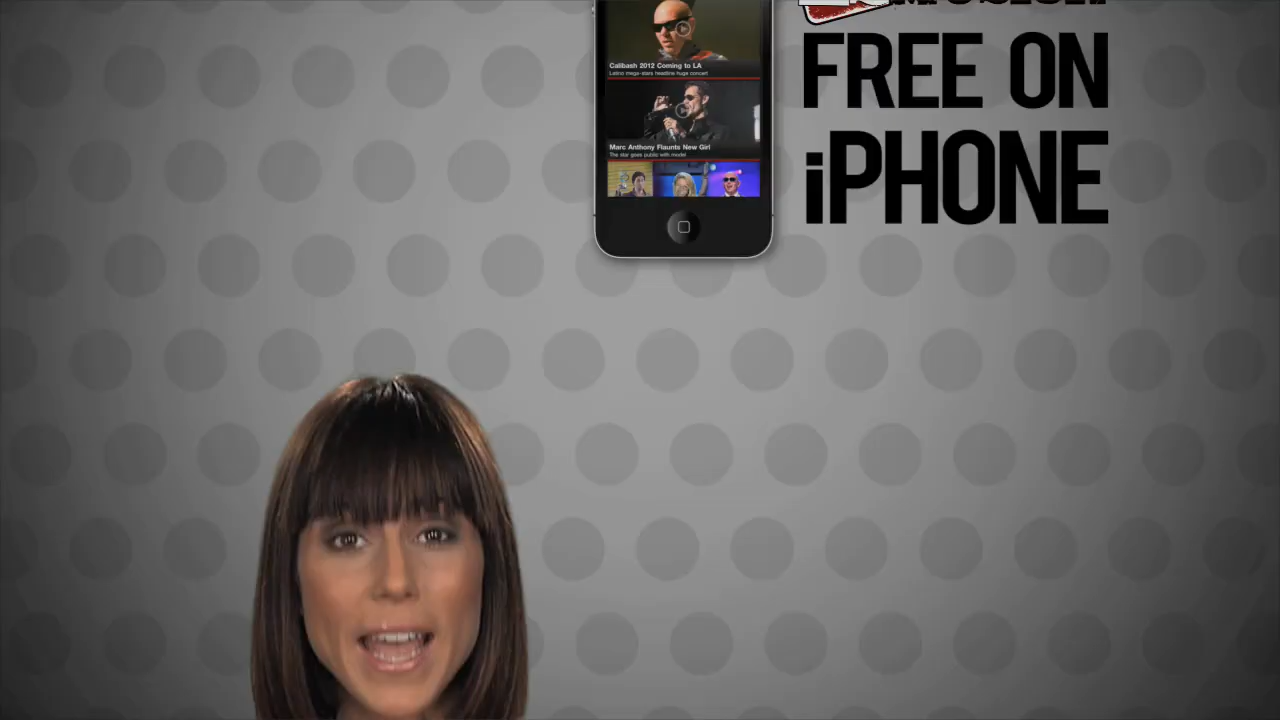 Calibash 2012 Coming to LA
Latino mega-stars headline huge concert
Marc Anthony Flaunts New Girl
The star goes public with model
FREE ON
iPHONE